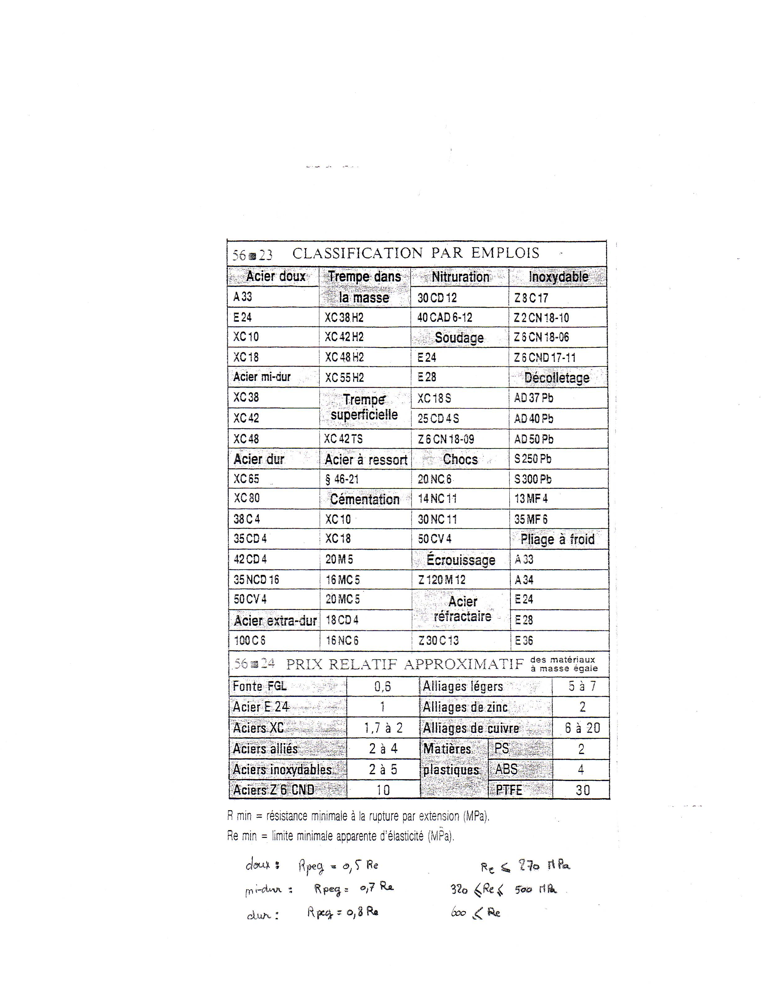 56 ■ 23 CLASSIFICATION PAR EMPLOIS
Acier doux Trempe dans Nitruration Inoxydable
A 33 la masse 30 CD 12 Z 8 C 17
E 24 XC 38 H2 40 CAD 6-12 Z 2 CN 18-10
XC 10 XC 42 H2 Soudage Z 6 CN 18-06
XC 18 XC 48 H2 E 24 Z 6 CND 17-11
Acier mi-dur XC 55 H2 E 28 Décolletage
XC 38 Trempe XC 18 S AD 37 Pb
XC 42 superficielle 25 CD 4 S AD 40 Pb
XC 48 XC 42 TS Z 6 CN 18-09 AD 50 Pb
Acier dur Acier à ressort Chocs S 250 Pb
XC 65 § 46-21 20 NC 6 S 300 Pb
XC 80 Cémentation 14 NC 11 13 MF 4
38 C 4 XC 10 30 NC 11 35 MF 6
35 CD 4 XC 18 50 CV 4 Pliage à froid
42 CD 4 20 M 5 Écrouissage A 33
35 NCD 16 16 MC 5 Z 120 M 12 A 34
50 CV 4 20 MC 5 Acier E 24
Acier extra-dur 18 CD 4 réfractaire E 28
100 C 6 16 NC 6 Z 30 C 13 E 36
56 ■ 24 PRIX RELATIF APPROXIMATIF des matériaux
à masse égale
Fonte FGL 0,6 Alliages légers 5 à 7
Acier E 24 1 Alliages de zinc 2
Aciers XC 1,7 à 2 Alliages de cuivre 6 à 20
Aciers alliés 2 à 4 Matières PS 2
Aciers inoxydables 2 à 5 plastiques ABS 4
Aciers Z 6 CND 10 PTFE 30
R min = résistance minimale à la rupture par extension (MPa).
Re min = limite minimale apparente d'élasticité (MPa).
doux : Rpeg = 0,5 Re Re ≤ 270 MPa
mi-dur : Rpeg = 0,7 Re 320 ≤ Re ≤ 500 MPa
dur : Rpeg = 0,8 Re 600 ≤ Re